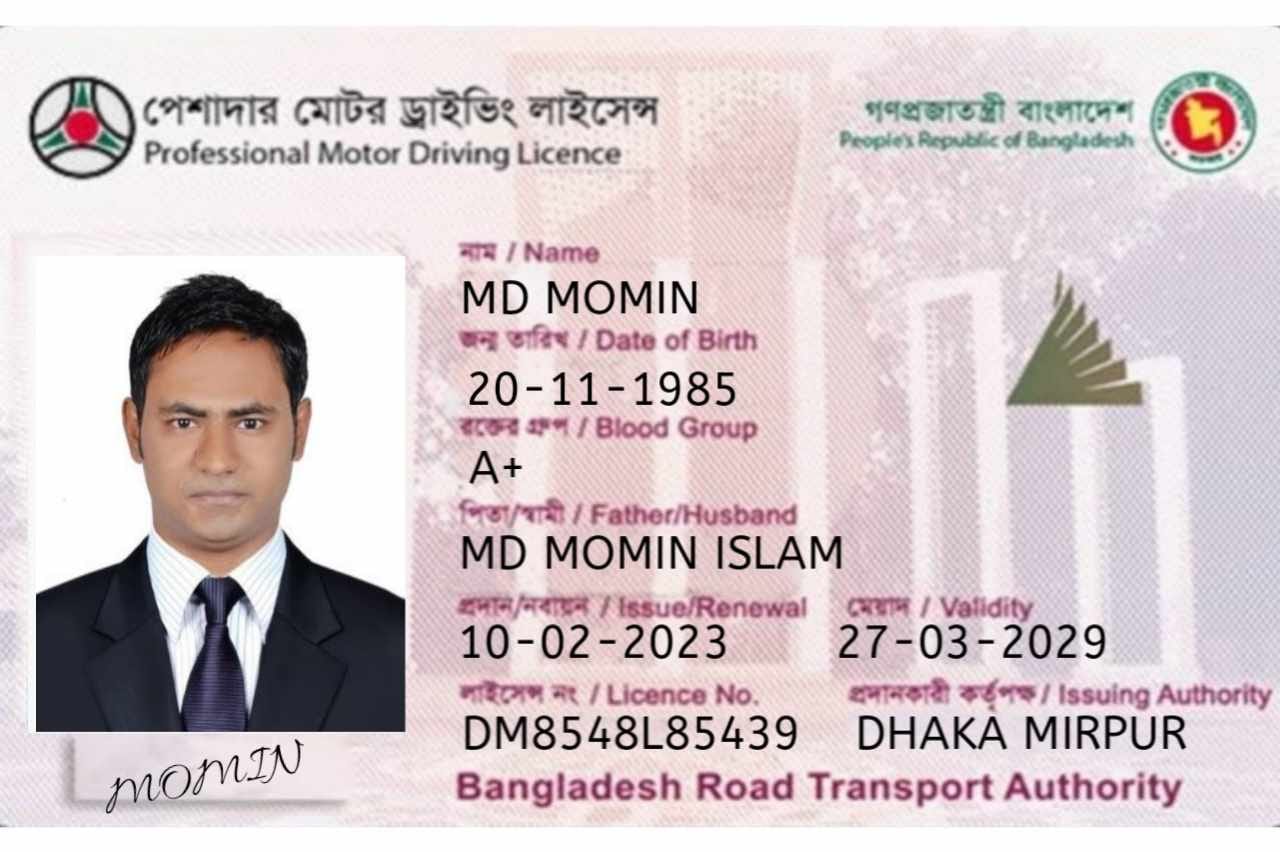 পেশাদার মোটর ড্রাইভিং লাইসেন্স
Professional Motor Driving Licence
গণপ্রজাতন্ত্রী বাংলাদেশ
People's Republic of Bangladesh
নাম / Name
MD MOMIN
জন্ম তারিখ / Date of Birth
20-11-1985
রক্তের গ্রুপ / Blood Group
A+
পিতা/স্বামী / Father/Husband
MD MOMIN ISLAM
প্রদান/নবায়ন / Issue/Renewal মেয়াদ / Validity
10-02-2023 27-03-2029
লাইসেন্স নং / Licence No. প্রদানকারী কর্তৃপক্ষ / Issuing Authority
DM8548L85439 DHAKA MIRPUR
MOMIN
Bangladesh Road Transport Authority